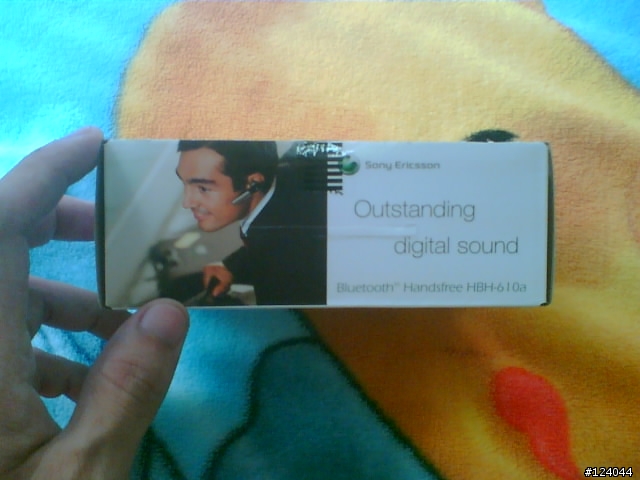 Sony Ericsson
Outstanding
digital sound
Bluetooth® Handsfree HBH-610a
#124044